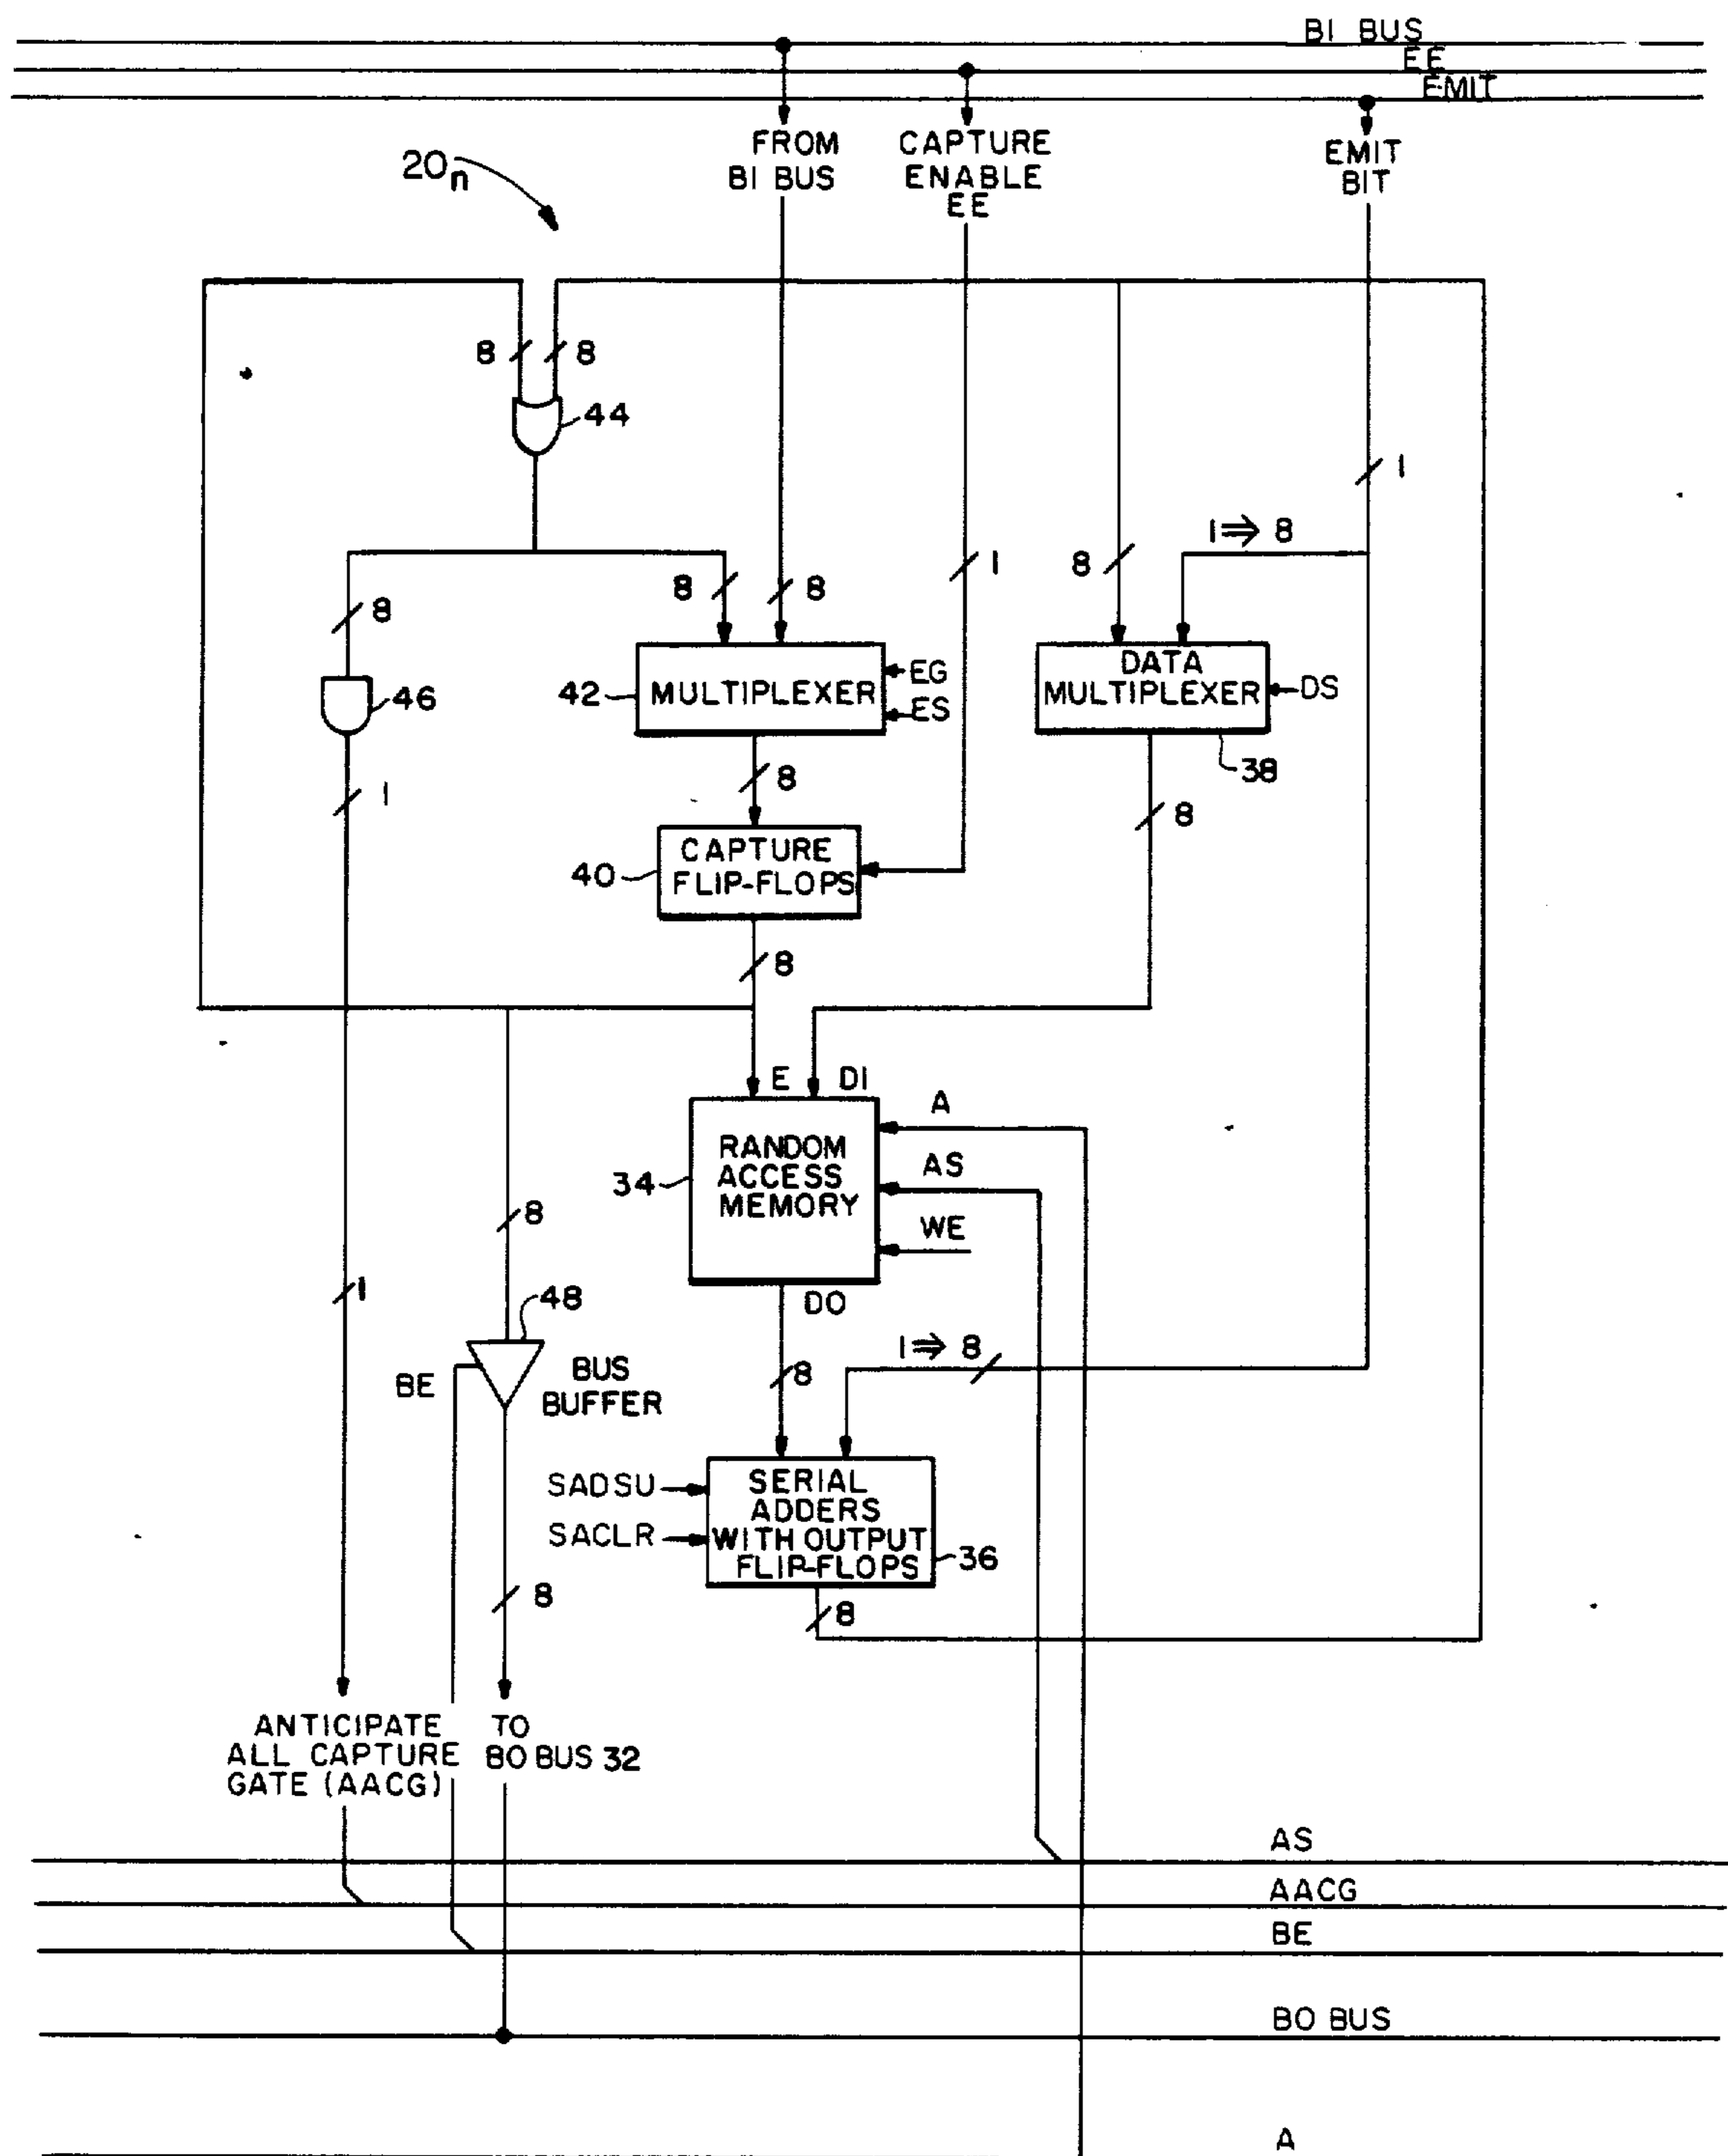 BI BUS
EE
EMIT
FROM
BI BUS
CAPTURE
ENABLE
EE
EMIT
BIT
20n
8
8
44
1
1⇒8
8
8
8
1
8
8
42
MULTIPLEXER
EG
ES
DATA
MULTIPLEXER
DS
38
46
1
8
8
40
CAPTURE
FLIP-FLOPS
8
E
DI
A
34
RANDOM
ACCESS
MEMORY
AS
WE
8
1
DO
48
BE
BUS
BUFFER
1⇒8
8
SADSU
SACLR
SERIAL
ADDERS
WITH OUTPUT
FLIP-FLOPS
36
8
8
ANTICIPATE
ALL CAPTURE
GATE (AACG)
TO
BO BUS 32
AS
AACG
BE
BO BUS
A